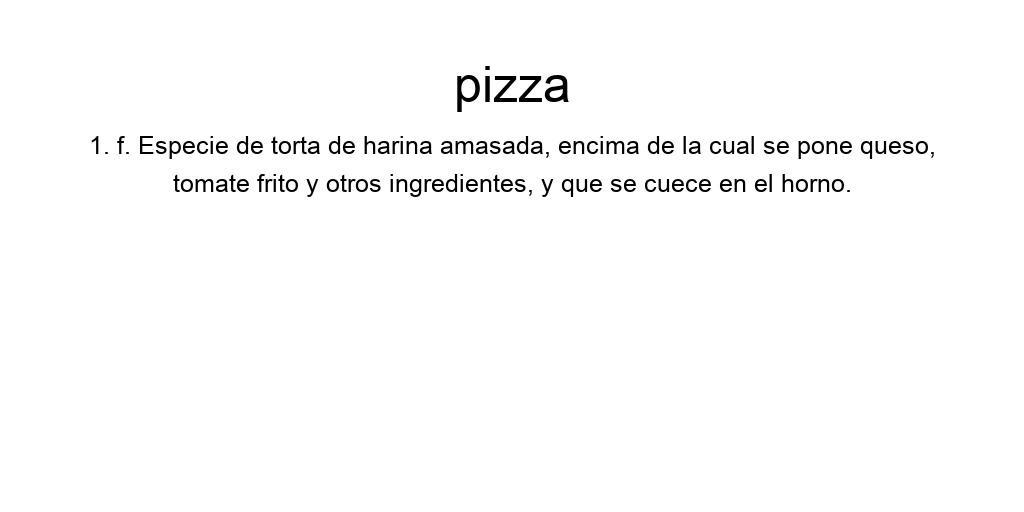 pizza
1. f. Especie de torta de harina amasada, encima de la cual se pone queso,
tomate frito y otros ingredientes, y que se cuece en el horno.